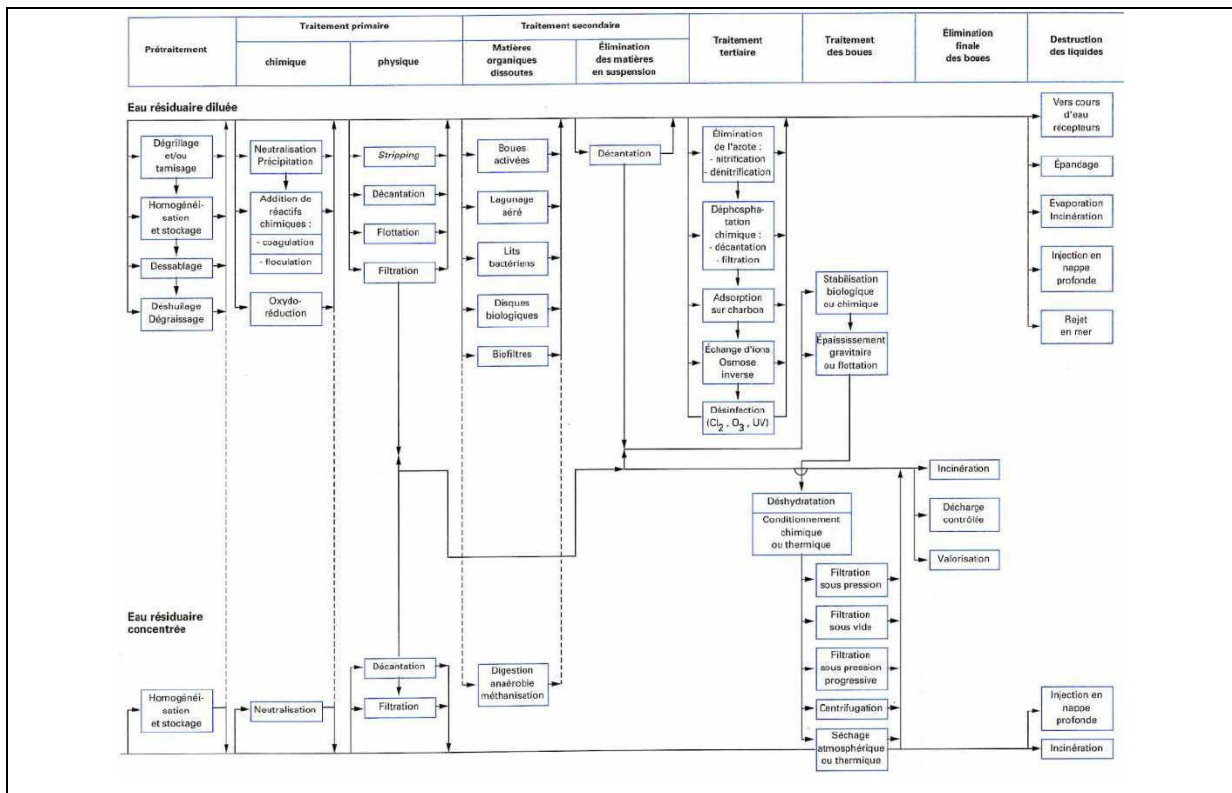 Prétraitement
Traitement primaire
chimique
physique
Traitement secondaire
Matières
organiques
dissoutes
Élimination
des matières
en suspension
Traitement
tertiaire
Traitement
des boues
Élimination
finale
des boues
Destruction
des liquides
Eau résiduaire diluée
Dégrillage
et/ou
tamisage
Homogénéi-
sation
et stockage
Dessablage
Déshuilage
Dégraissage
Neutralisation
Précipitation
Addition de
réactifs
chimiques :
- coagulation
- floculation
Oxydo-
réduction
Stripping
Décantation
Flottation
Filtration
Boues
activées
Lagunage
aéré
Lits
bactériens
Disques
biologiques
Biofiltres
Décantation
Élimination
de l'azote :
- nitrification
- dénitrification
Déphospha-
tation
chimique :
- décantation
- filtration
Adsorption
sur charbon
Échange d'ions
Osmose
inverse
Désinfection
(Cl2 , O3 , UV)
Stabilisation
biologique
ou chimique
Épaississement
gravitaire
ou flottation
Vers cours
d'eau
récepteurs
Épandage
Évaporation
Incinération
Injection en
nappe
profonde
Rejet
en mer
Déshydratation
Conditionnement
chimique
ou thermique
Filtration
sous pression
Filtration
sous vide
Filtration
sous pression
progressive
Centrifugation
Séchage
atmosphérique
ou thermique
Incinération
Décharge
contrôlée
Valorisation
Eau résiduaire
concentrée
Homogénéi-
sation
et stockage
Neutralisation
Décantation
Filtration
Digestion
anaérobie
méthanisation
Injection en
nappe
profonde
Incinération